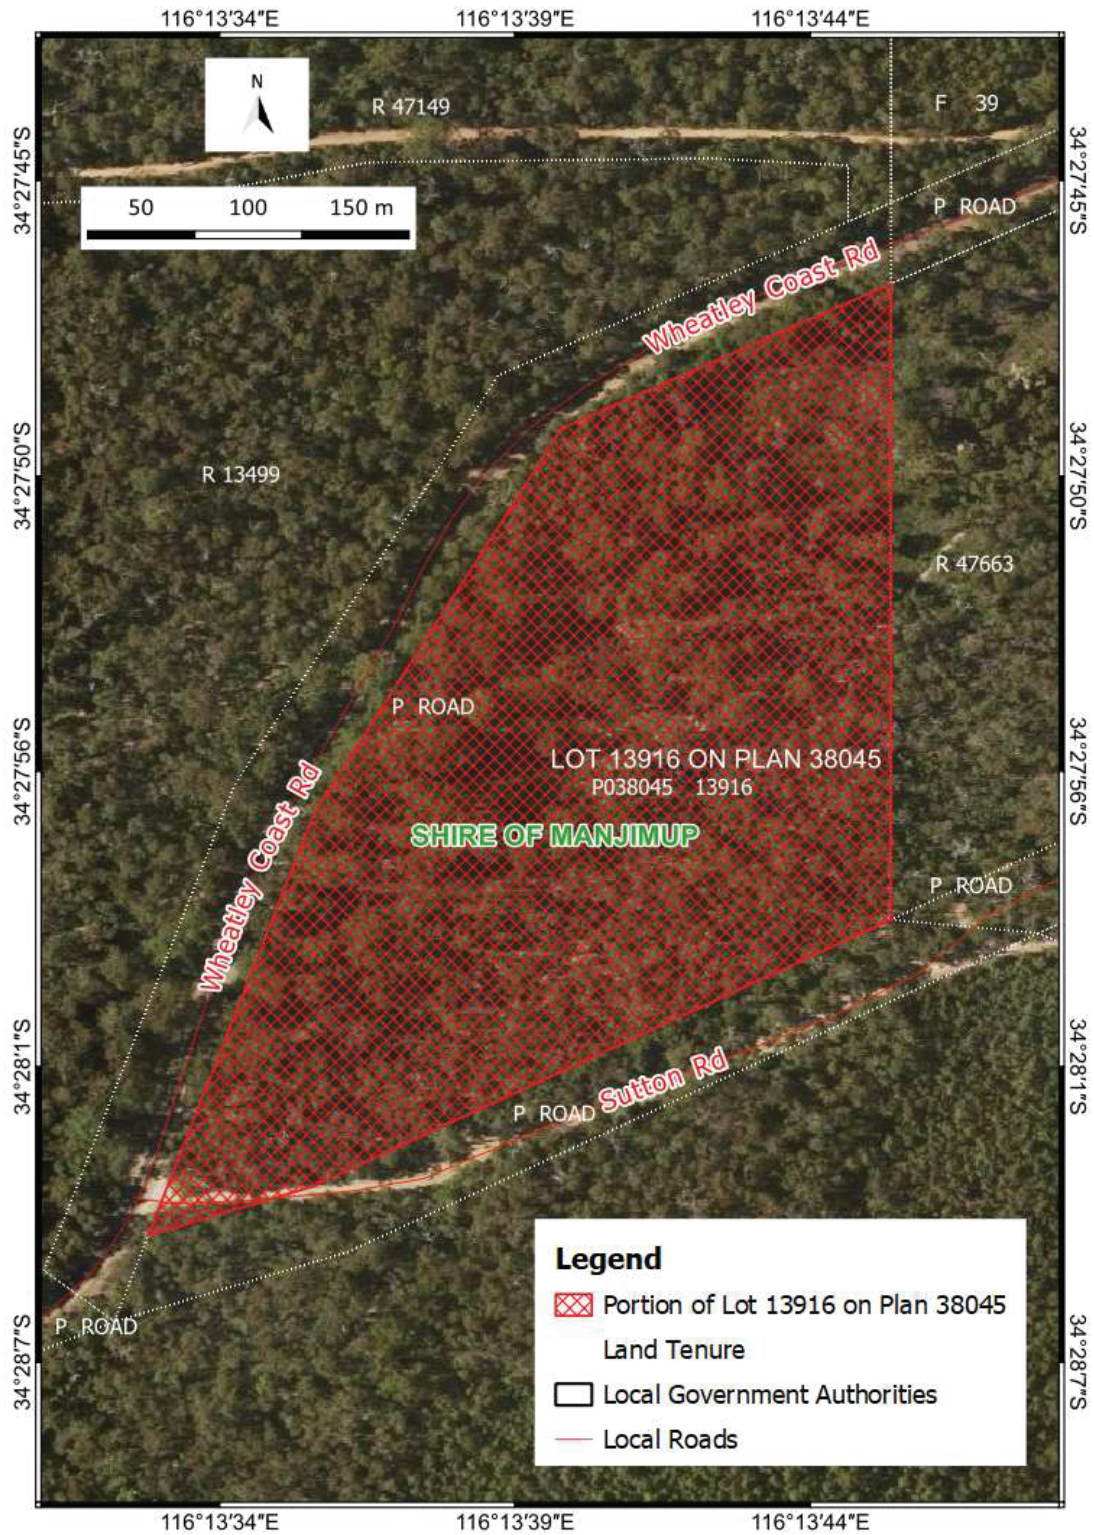 116°13'34"E 116°13'39"E 116°13'44"E
N
R 47149
F 39
34°27'45"S
34°27'45"S
50 100 150 m
P ROAD
Wheatley Coast Rd
34°27'50"S
34°27'50"S
R 13499
R 47663
P ROAD
34°27'56"S
34°27'56"S
LOT 13916 ON PLAN 38045
P038045 13916
SHIRE OF MANJIMUP
Wheatley Coast Rd
P ROAD
34°28'1"S
34°28'1"S
Sutton Rd
P ROAD
P ROAD
34°28'7"S
34°28'7"S
Legend
Portion of Lot 13916 on Plan 38045
Land Tenure
Local Government Authorities
Local Roads
116°13'34"E 116°13'39"E 116°13'44"E